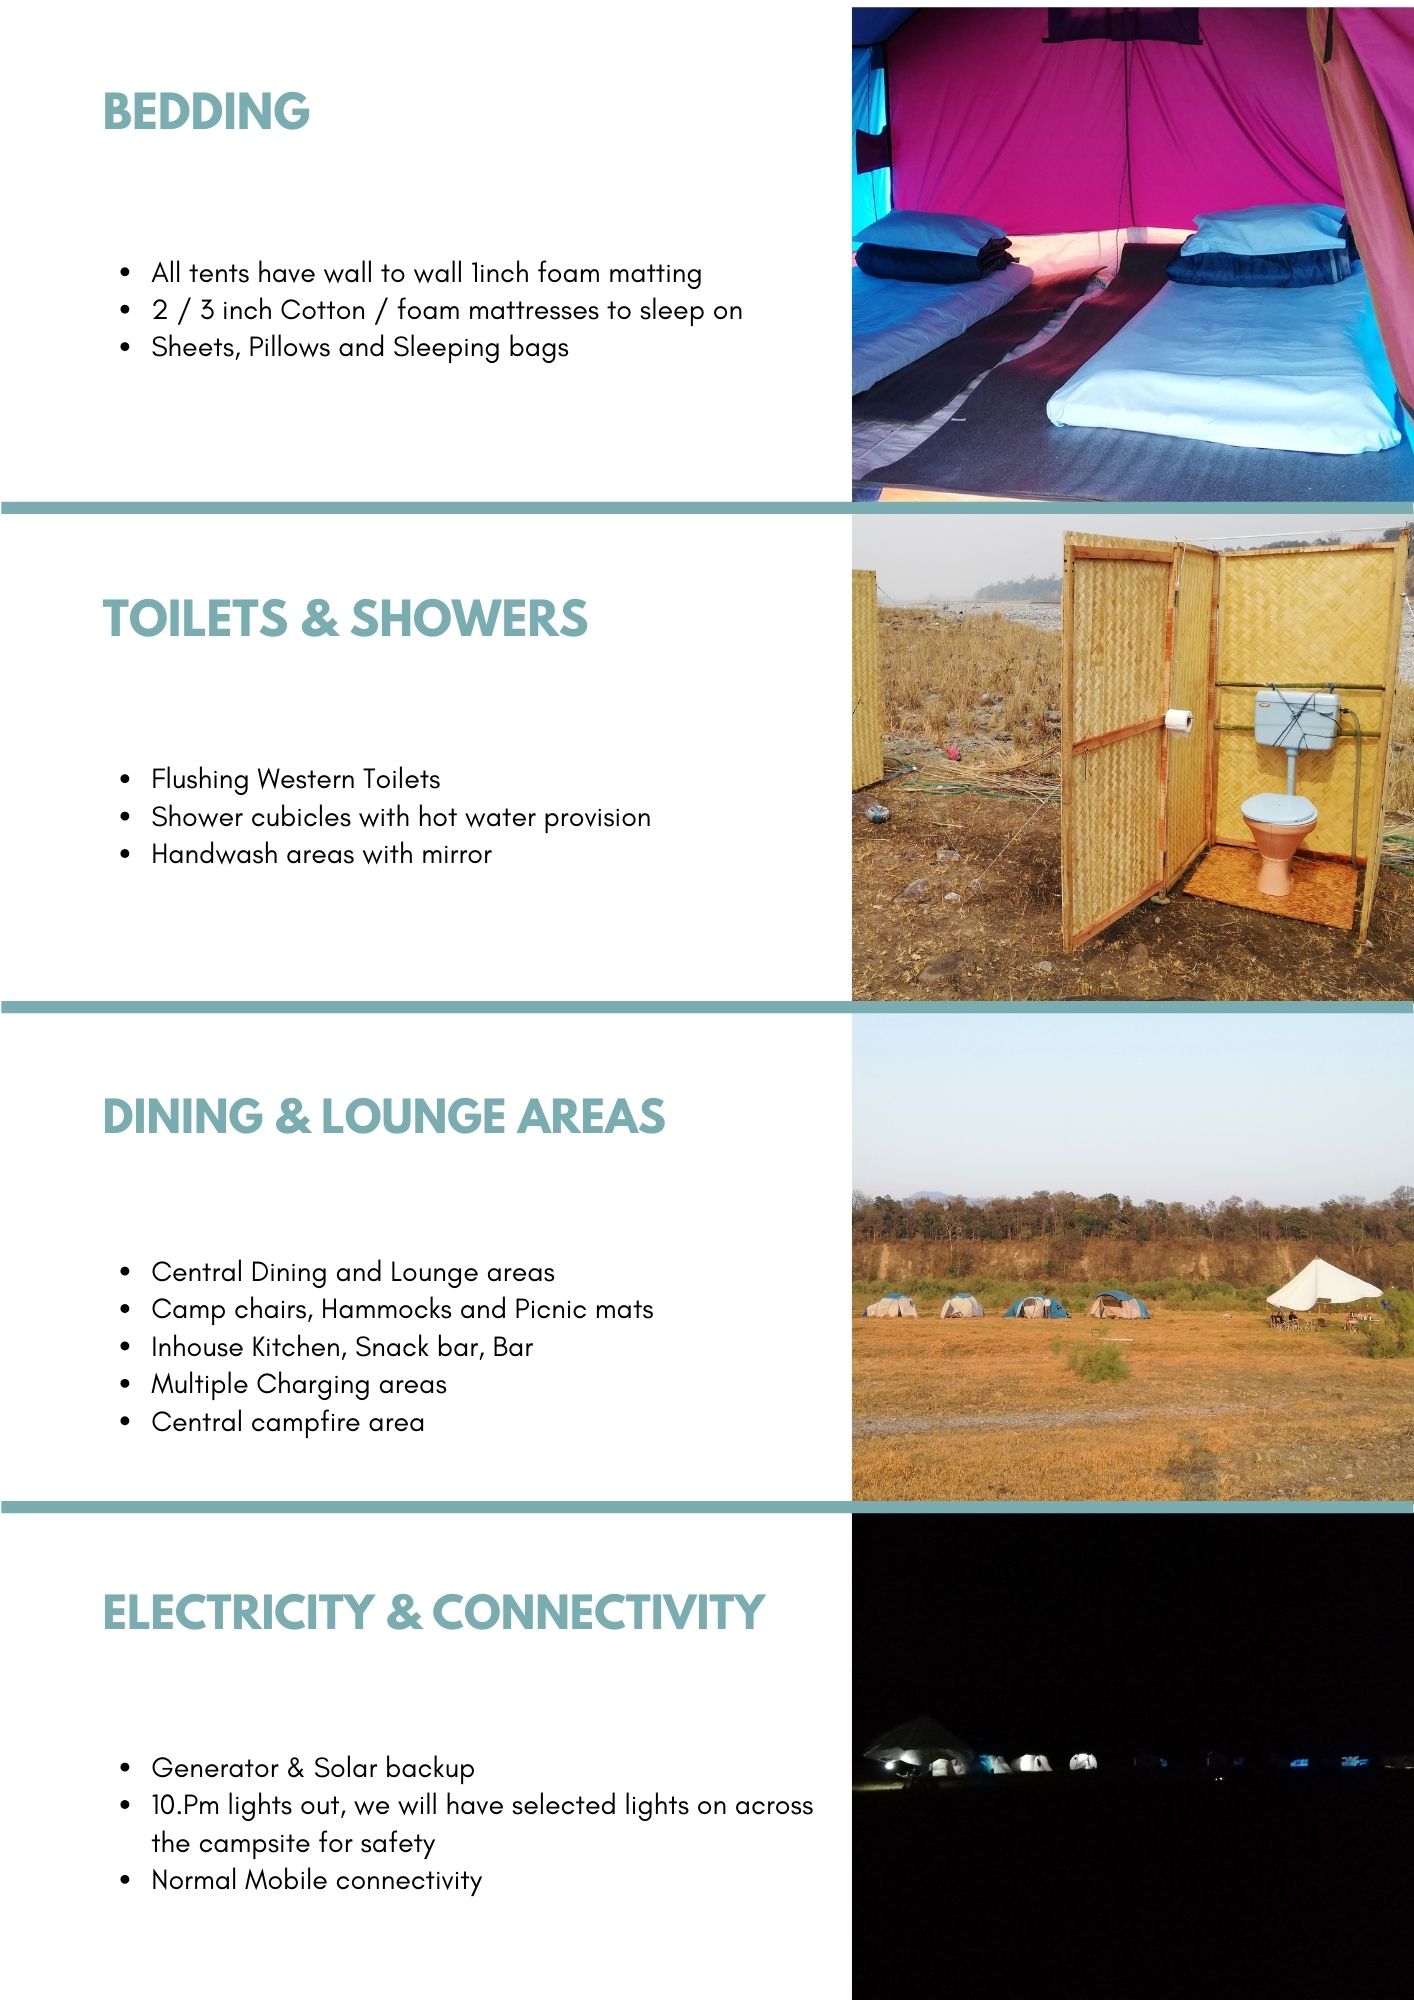 BEDDING
• All tents have wall to wall 1inch foam matting
• 2 / 3 inch Cotton / foam mattresses to sleep on
• Sheets, Pillows and Sleeping bags
TOILETS & SHOWERS
• Flushing Western Toilets
• Shower cubicles with hot water provision
• Handwash areas with mirror
DINING & LOUNGE AREAS
• Central Dining and Lounge areas
• Camp chairs, Hammocks and Picnic mats
• Inhouse Kitchen, Snack bar, Bar
• Multiple Charging areas
• Central campfire area
ELECTRICITY & CONNECTIVITY
• Generator & Solar backup
• 10.Pm lights out, we will have selected lights on across
the campsite for safety
• Normal Mobile connectivity